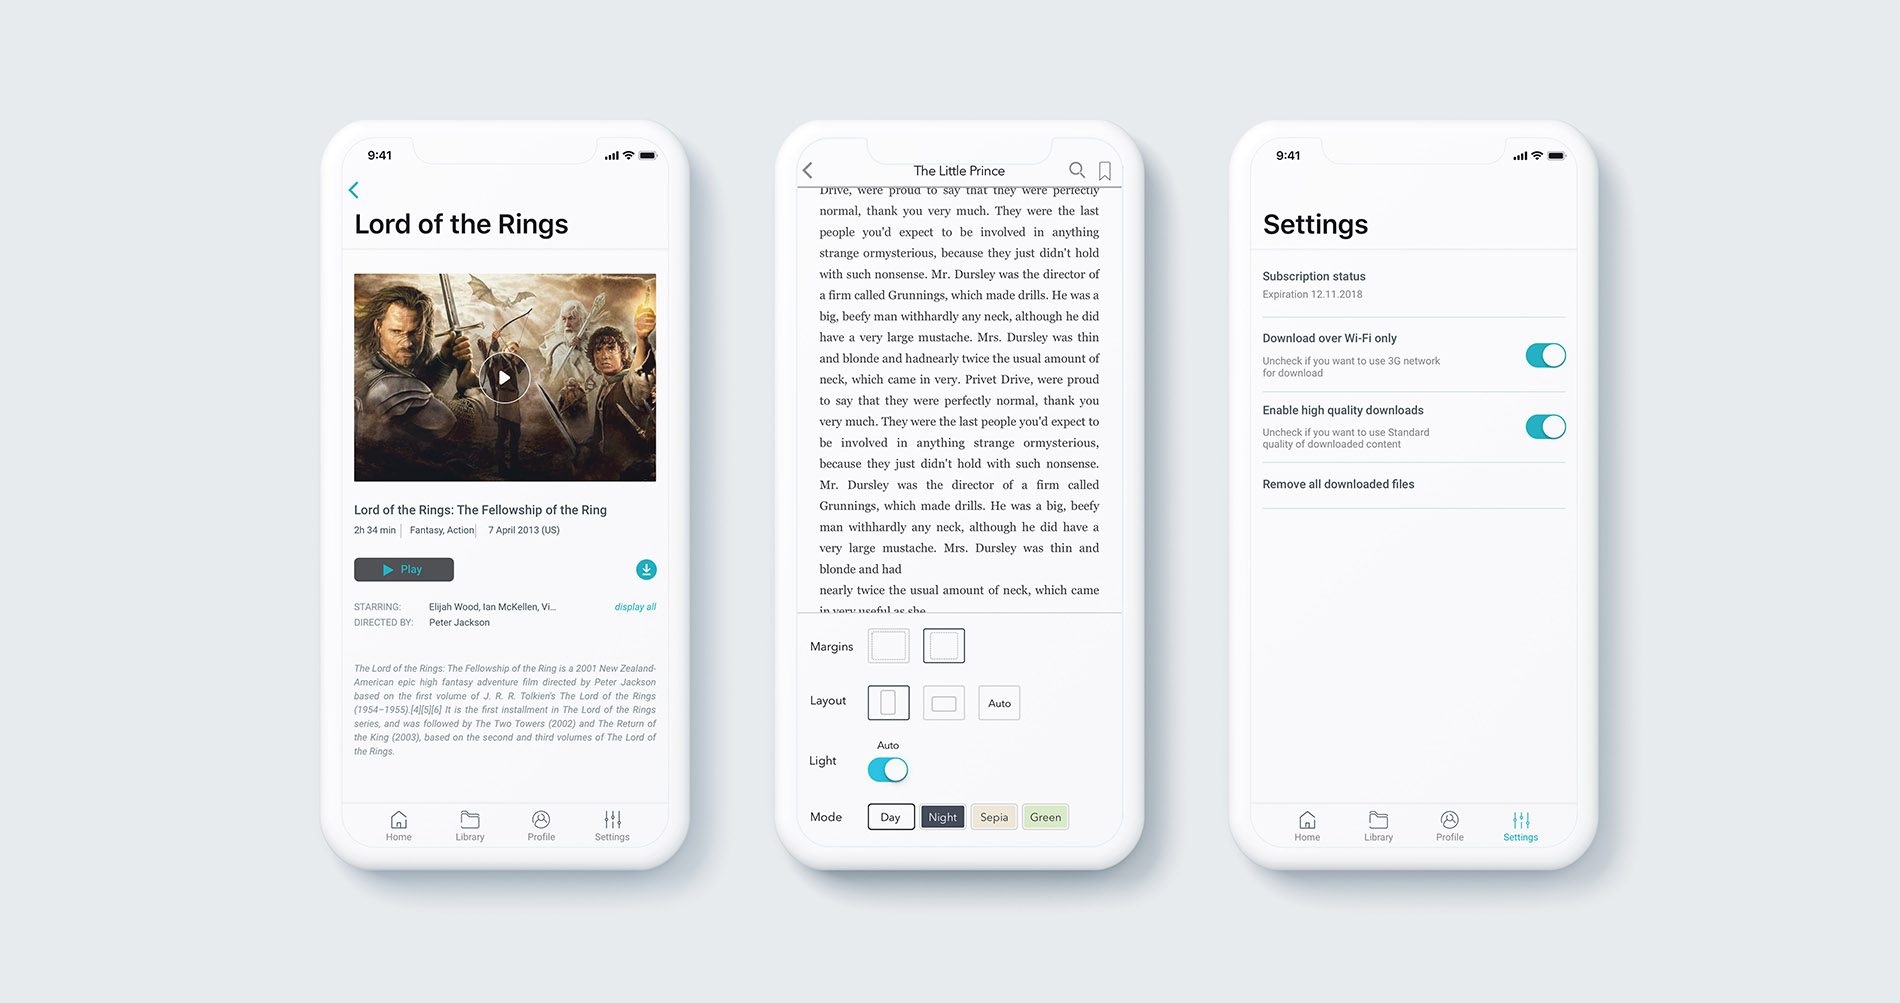 9:41
Lord of the Rings
Lord of the Rings: The Fellowship of the Ring
2h 34 min | Fantasy, Action | 7 April 2013 (US)
Play
STARRING: Elijah Wood, Ian McKellen, Vi... display all
DIRECTED BY: Peter Jackson
The Lord of the Rings: The Fellowship of the Ring is a 2001 New Zealand-
American epic high fantasy adventure film directed by Peter Jackson
based on the first volume of J. R. R. Tolkien's The Lord of the Rings
(1954–1955).[4][5][6] It is the first installment in The Lord of the Rings
series, and was followed by The Two Towers (2002) and The Return of
the King (2003), based on the second and third volumes of The Lord of
the Rings.
Home Library Profile Settings
The Little Prince
Drive, were proud to say that they were perfectly
normal, thank you very much. They were the last
people you'd expect to be involved in anything
strange ormysterious, because they just didn't hold
with such nonsense. Mr. Dursley was the director of
a firm called Grunnings, which made drills. He was a
big, beefy man withhardly any neck, although he did
have a very large mustache. Mrs. Dursley was thin
and blonde and hadnearly twice the usual amount of
neck, which came in very. Privet Drive, were proud
to say that they were perfectly normal, thank you
very much. They were the last people you'd expect to
be involved in anything strange ormysterious,
because they just didn't hold with such nonsense.
Mr. Dursley was the director of a firm called
Grunnings, which made drills. He was a big, beefy
man withhardly any neck, although he did have a
very large mustache. Mrs. Dursley was thin and
blonde and had
nearly twice the usual amount of neck, which came
in very useful as she
Margins
Layout Auto
Auto
Light
Mode Day Night Sepia Green
9:41
Settings
Subscription status
Expiration 12.11.2018
Download over Wi-Fi only
Uncheck if you want to use 3G network
for download
Enable high quality downloads
Uncheck if you want to use Standard
quality of downloaded content
Remove all downloaded files
Home Library Profile Settings